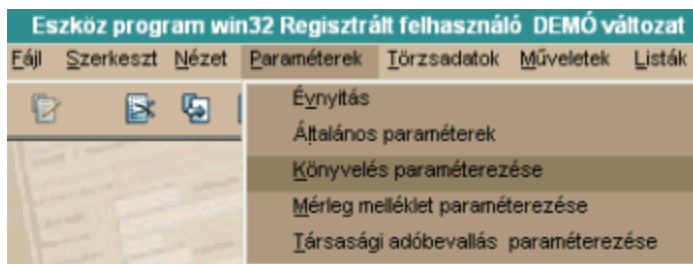 Eszköz program win32 Regisztrált felhasználó DEMÓ változat
Fájl Szerkeszt Nézet Paraméterek Törzsadatok Műveletek Listák
Évnyitás
Általános paraméterek
Könyvelés paraméterezése
Mérleg melléklet paraméterezése
Társasági adóbevallás paraméterezése